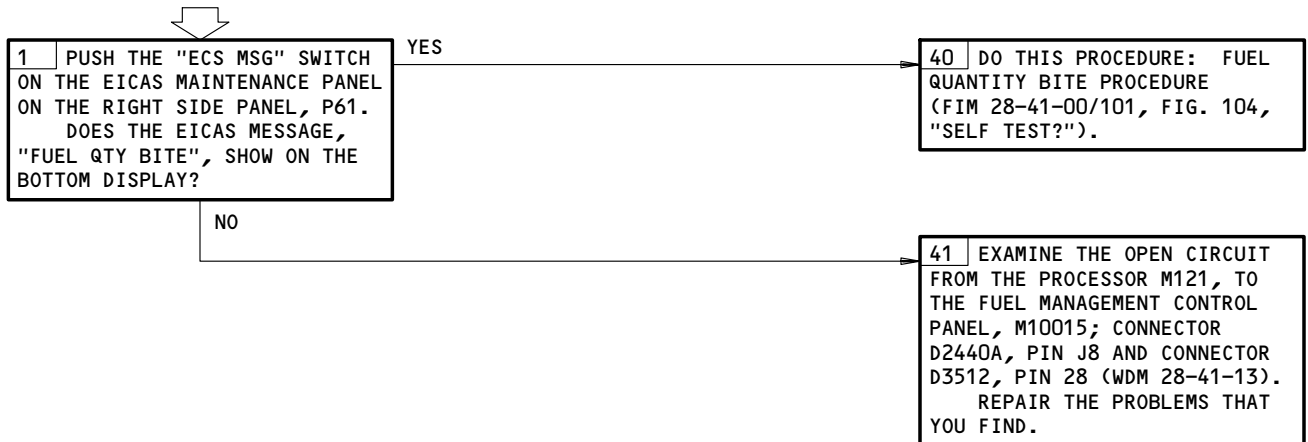 1 PUSH THE "ECS MSG" SWITCH
ON THE EICAS MAINTENANCE PANEL
ON THE RIGHT SIDE PANEL, P61.
DOES THE EICAS MESSAGE,
"FUEL QTY BITE", SHOW ON THE
BOTTOM DISPLAY?
YES
40 DO THIS PROCEDURE: FUEL
QUANTITY BITE PROCEDURE
(FIM 28-41-00/101, FIG. 104,
"SELF TEST?").
NO
41 EXAMINE THE OPEN CIRCUIT
FROM THE PROCESSOR M121, TO
THE FUEL MANAGEMENT CONTROL
PANEL, M10015; CONNECTOR
D2440A, PIN J8 AND CONNECTOR
D3512, PIN 28 (WDM 28-41-13).
REPAIR THE PROBLEMS THAT
YOU FIND.